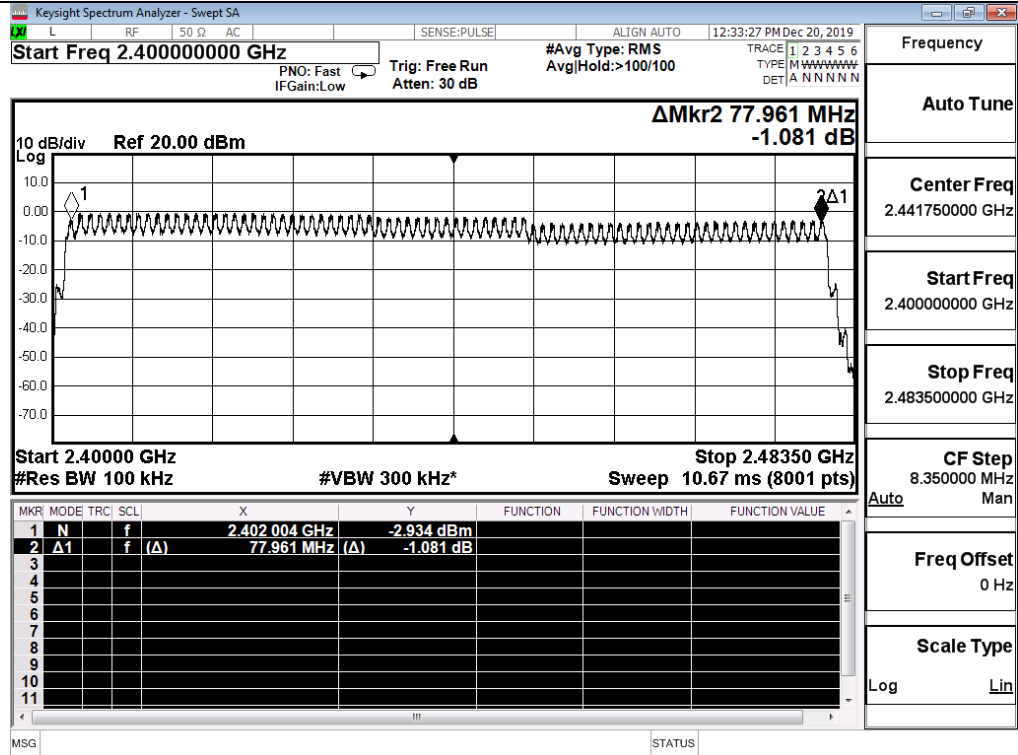 Keysight Spectrum Analyzer - Swept SA
LXI L RF 50 Ω AC SENSE:PULSE ALIGN AUTO 12:33:27 PM Dec 20, 2019
Start Freq 2.400000000 GHz
PNO: Fast
IFGain:Low
Trig: Free Run
Atten: 30 dB
#Avg Type: RMS
Avg|Hold:>100/100
TRACE 1 2 3 4 5 6
TYPE M W W W W W
DET A N N N N N
ΔMkr2 77.961 MHz
-1.081 dB
10 dB/div Ref 20.00 dBm
Log
10.0
0.00
-10.0
-20.0
-30.0
-40.0
-50.0
-60.0
-70.0
1
2Δ1
Start 2.40000 GHz Stop 2.48350 GHz
#Res BW 100 kHz #VBW 300 kHz* Sweep 10.67 ms (8001 pts)
MKR MODE TRC SCL X Y FUNCTION FUNCTION WIDTH FUNCTION VALUE
1 N f 2.402 004 GHz -2.934 dBm
2 Δ1 f (Δ) 77.961 MHz (Δ) -1.081 dB
3
4
5
6
7
8
9
10
11
MSG STATUS
Frequency
Auto Tune
Center Freq
2.441750000 GHz
Start Freq
2.400000000 GHz
Stop Freq
2.483500000 GHz
CF Step
8.350000 MHz
Auto Man
Freq Offset
0 Hz
Scale Type
Log Lin